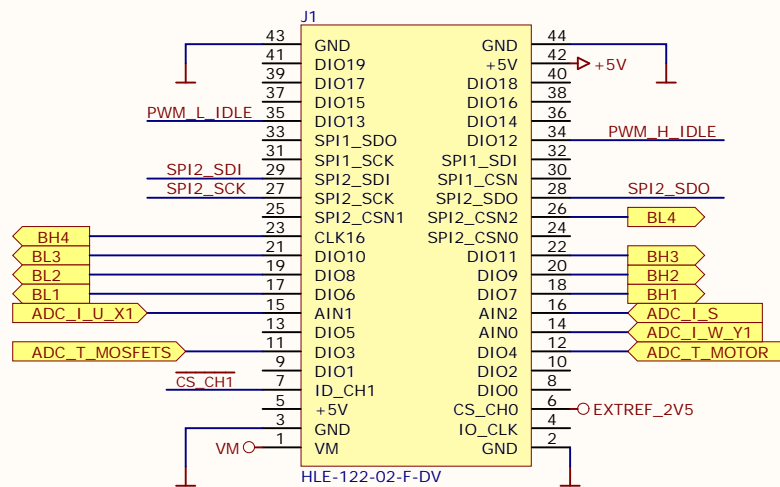 J1
43 GND GND 44
41 DIO19 +5V 42 +5V
39 DIO17 DIO18 40
37 DIO15 DIO16 38
PWM_L_IDLE 35 DIO13 DIO14 36
33 SPI1_SDO DIO12 34 PWM_H_IDLE
31 SPI1_SCK SPI1_SDI 32
SPI2_SDI 29 SPI2_SDI SPI1_CSN 30
SPI2_SCK 27 SPI2_SCK SPI2_SDO 28 SPI2_SDO
25 SPI2_CSN1 SPI2_CSN2 26 BL4
BH4 23 CLK16 SPI2_CSN0 24
BL3 21 DIO10 DIO11 22 BH3
BL2 19 DIO8 DIO9 20 BH2
BL1 17 DIO6 DIO7 18 BH1
ADC_I_U_X1 15 AIN1 AIN2 16 ADC_I_S
13 DIO5 AIN0 14 ADC_I_W_Y1
ADC_T_MOSFETS 11 DIO3 DIO4 12 ADC_T_MOTOR
9 DIO1 DIO2 10
CS_CH1 7 ID_CH1 DIO0 8
5 +5V CS_CH0 6 EXTREF_2V5
3 GND IO_CLK 4
VM 1 VM GND 2
HLE-122-02-F-DV